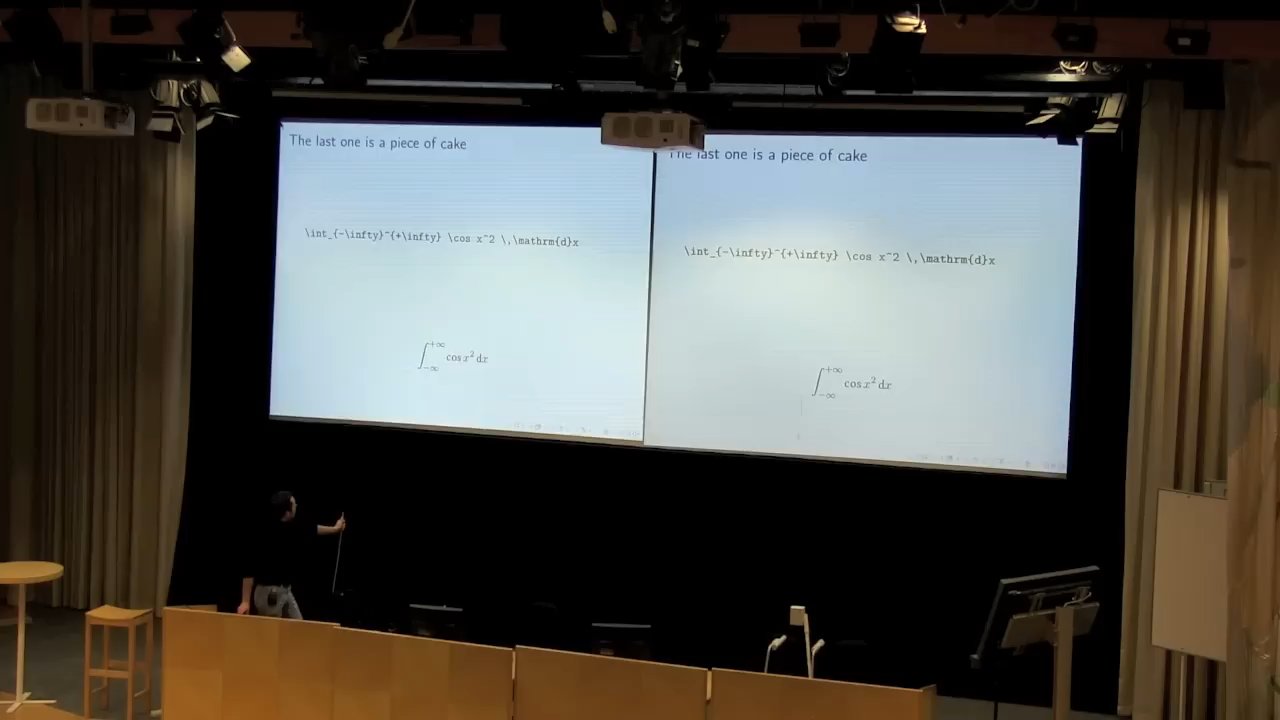 The last one is a piece of cake
\int_{-\infty}^{+\infty} \cos x^2 \,\mathrm{d}x
∫_{−∞}^{+∞} cos x² dx
The last one is a piece of cake
\int_{-\infty}^{+\infty} \cos x^2 \,\mathrm{d}x
∫_{−∞}^{+∞} cos x² dx